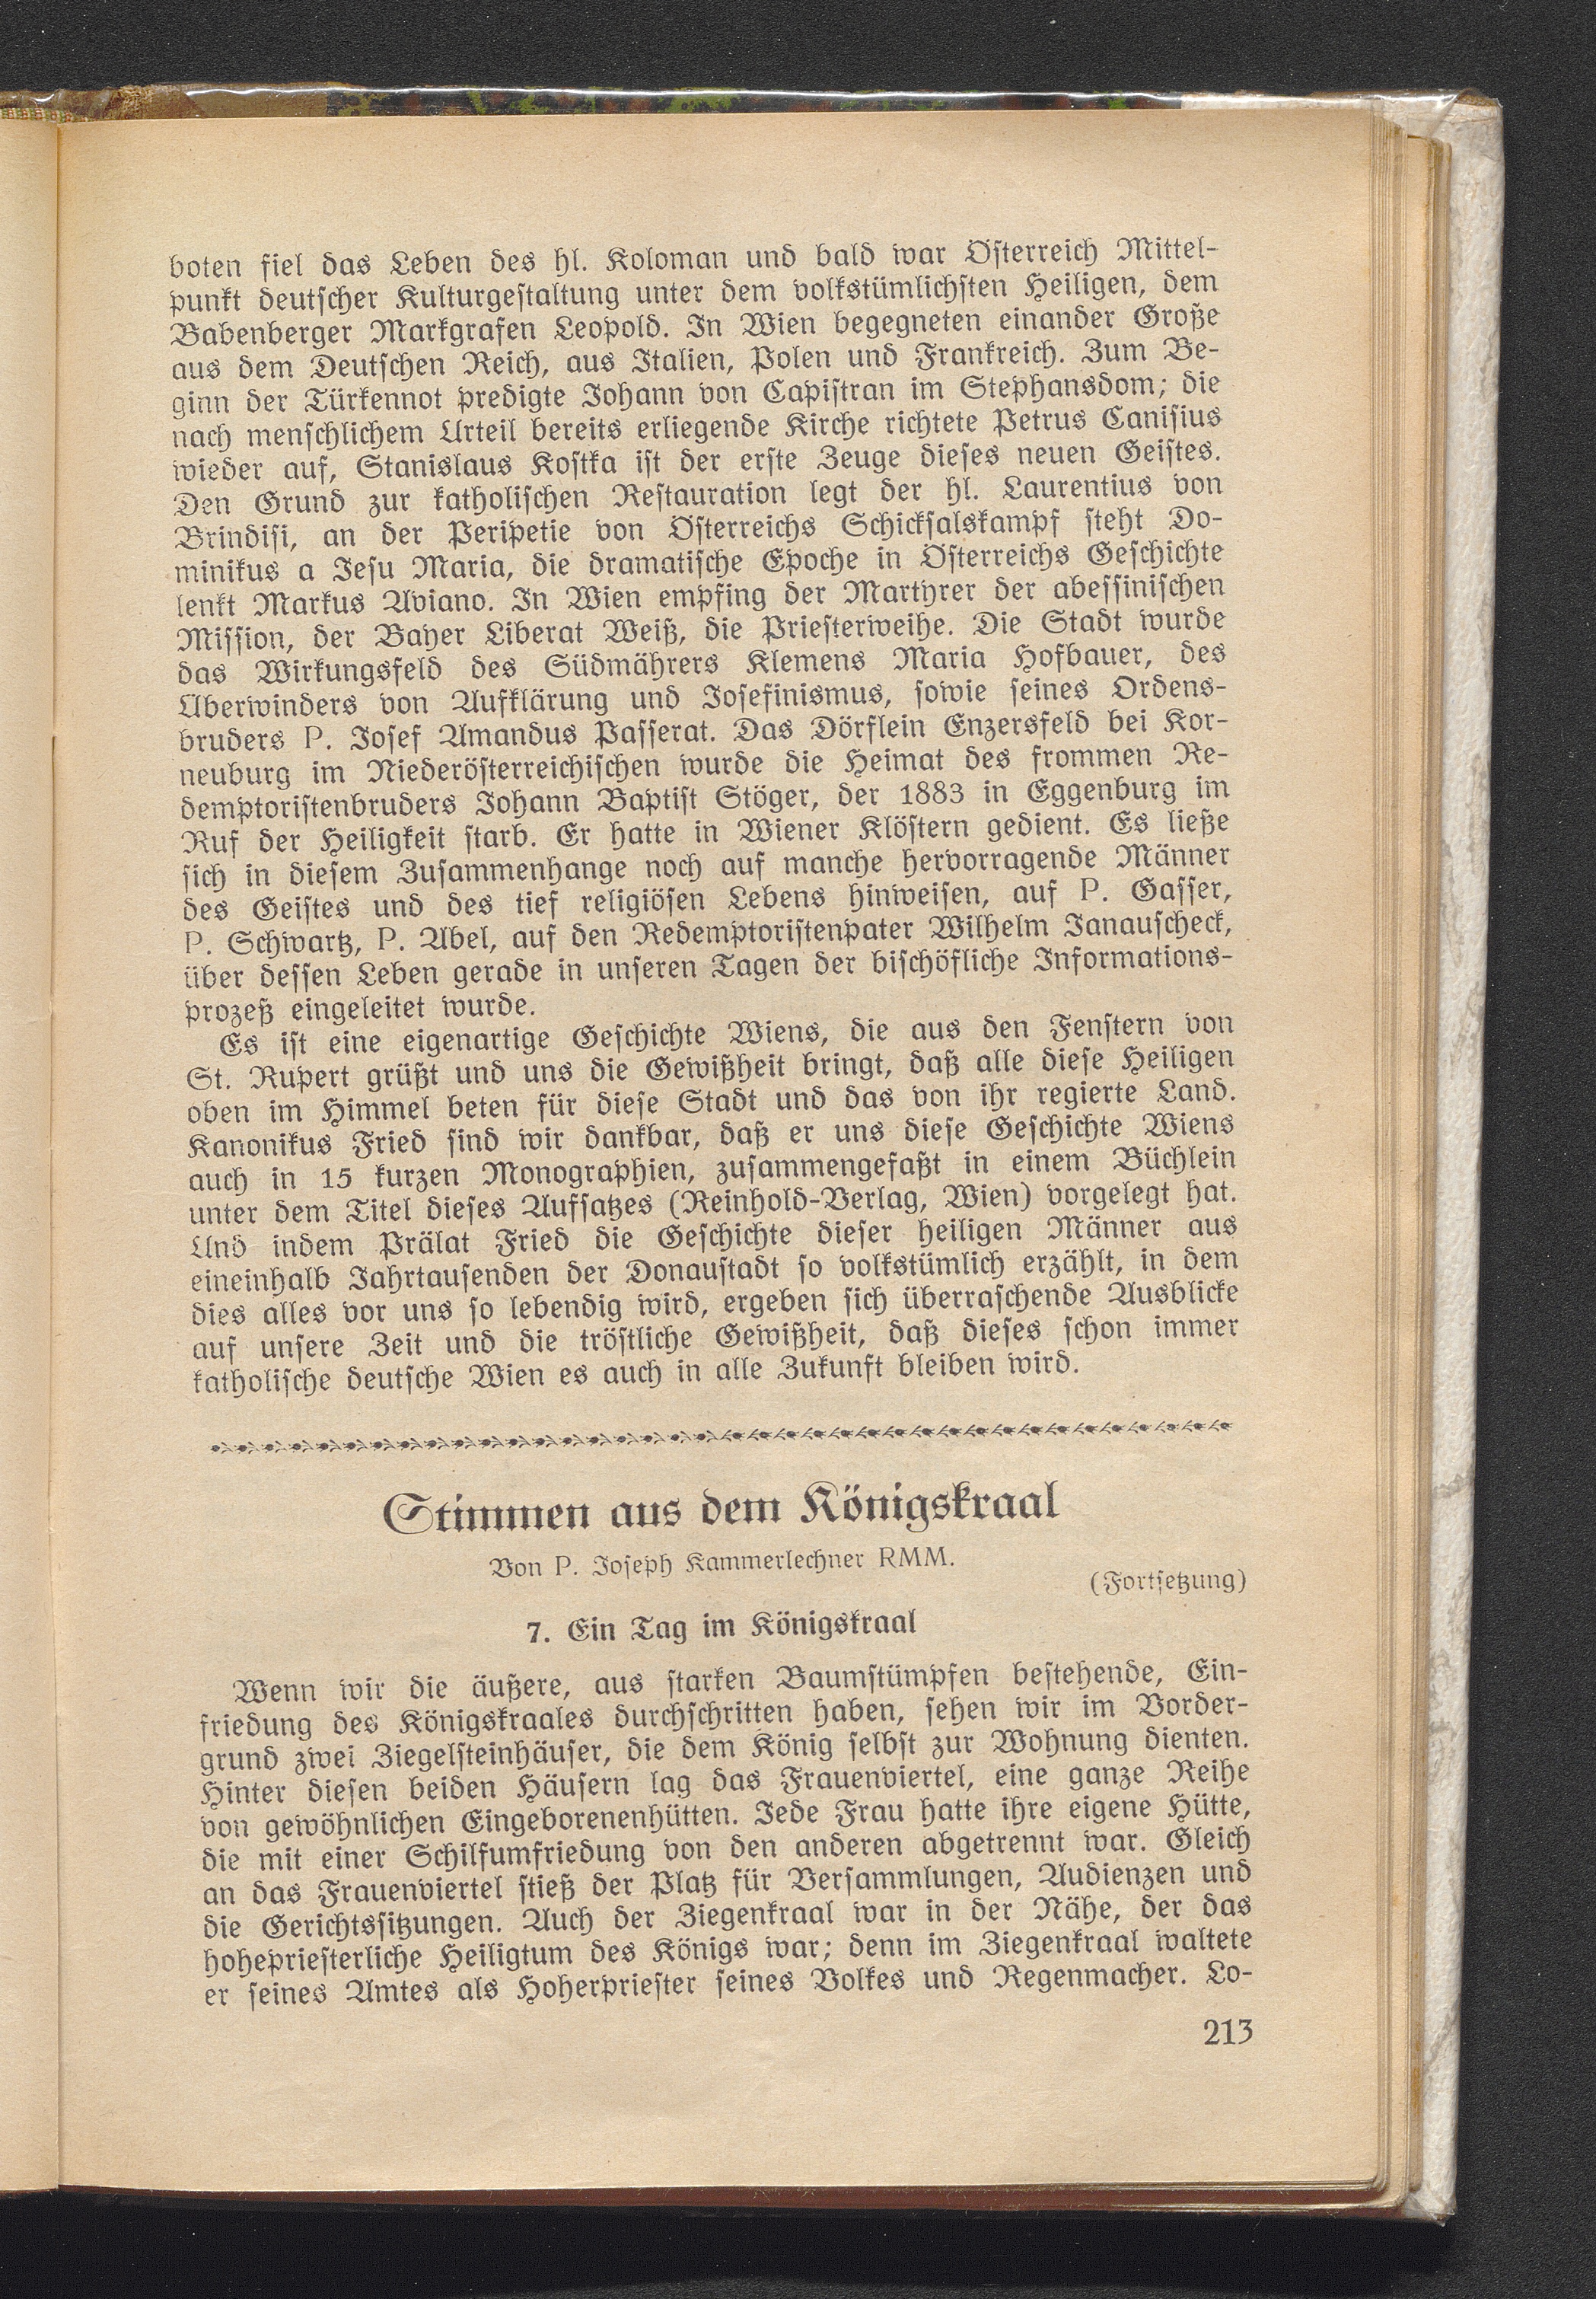 boten fiel das Leben des hl. Koloman und bald war Österreich Mittel-
punkt deutscher Kulturgestaltung unter dem volkstümlichsten Heiligen, dem
Babenberger Markgrafen Leopold. In Wien begegneten einander Große
aus dem Deutschen Reich, aus Italien, Polen und Frankreich. Zum Be-
ginn der Türkennot predigte Johann von Capistran im Stephansdom; die
nach menschlichem Urteil bereits erliegende Kirche richtete Petrus Canisius
wieder auf, Stanislaus Kostka ist der erste Zeuge dieses neuen Geistes.
Den Grund zur katholischen Restauration legt der hl. Laurentius von
Brindisi, an der Peripetie von Österreichs Schicksalskampf steht Do-
minikus a Jesu Maria, die dramatische Epoche in Österreichs Geschichte
lenkt Markus Aviano. In Wien empfing der Martyrer der abessinischen
Mission, der Bayer Liberat Weiß, die Priesterweihe. Die Stadt wurde
das Wirkungsfeld des Südmährers Klemens Maria Hofbauer, des
Überwinders von Aufklärung und Josefinismus, sowie seines Ordens-
bruders P. Josef Amandus Passerat. Das Dörflein Enzersfeld bei Kor-
neuburg im Niederösterreichischen wurde die Heimat des frommen Re-
demptoristenbruders Johann Baptist Stöger, der 1883 in Eggenburg im
Ruf der Heiligkeit starb. Er hatte in Wiener Klöstern gedient. Es ließe
sich in diesem Zusammenhange noch auf manche hervorragende Männer
des Geistes und des tief religiösen Lebens hinweisen, auf P. Gasser,
P. Schwartz, P. Abel, auf den Redemptoristenpater Wilhelm Janauscheck,
über dessen Leben gerade in unseren Tagen der bischöfliche Informations-
prozeß eingeleitet wurde.
Es ist eine eigenartige Geschichte Wiens, die aus den Fenstern von
St. Rupert grüßt und uns die Gewißheit bringt, daß alle diese Heiligen
oben im Himmel beten für diese Stadt und das von ihr regierte Land.
Kanonikus Fried sind wir dankbar, daß er uns diese Geschichte Wiens
auch in 15 kurzen Monographien, zusammengefaßt in einem Büchlein
unter dem Titel dieses Aufsatzes (Reinhold-Verlag, Wien) vorgelegt hat.
Und indem Prälat Fried die Geschichte dieser heiligen Männer aus
eineinhalb Jahrtausenden der Donaustadt so volkstümlich erzählt, in dem
dies alles vor uns so lebendig wird, ergeben sich überraschende Ausblicke
auf unsere Zeit und die tröstliche Gewißheit, daß dieses schon immer
katholische deutsche Wien es auch in alle Zukunft bleiben wird.
Stimmen aus dem Königskraal
Von P. Joseph Kammerlechner RMM.
(Fortsetzung)
7. Ein Tag im Königskraal
Wenn wir die äußere, aus starken Baumstümpfen bestehende, Ein-
friedung des Königskraales durchschritten haben, sehen wir im Vorder-
grund zwei Ziegelsteinhäuser, die dem König selbst zur Wohnung dienten.
Hinter diesen beiden Häusern lag das Frauenviertel, eine ganze Reihe
von gewöhnlichen Eingeborenenhütten. Jede Frau hatte ihre eigene Hütte,
die mit einer Schilfumfriedung von den anderen abgetrennt war. Gleich
an das Frauenviertel stieß der Platz für Versammlungen, Audienzen und
die Gerichtssitzungen. Auch der Ziegenkraal war in der Nähe, der das
hohepriesterliche Heiligtum des Königs war; denn im Ziegenkraal waltete
er seines Amtes als Hoherpriester seines Volkes und Regenmacher. Lo-
213